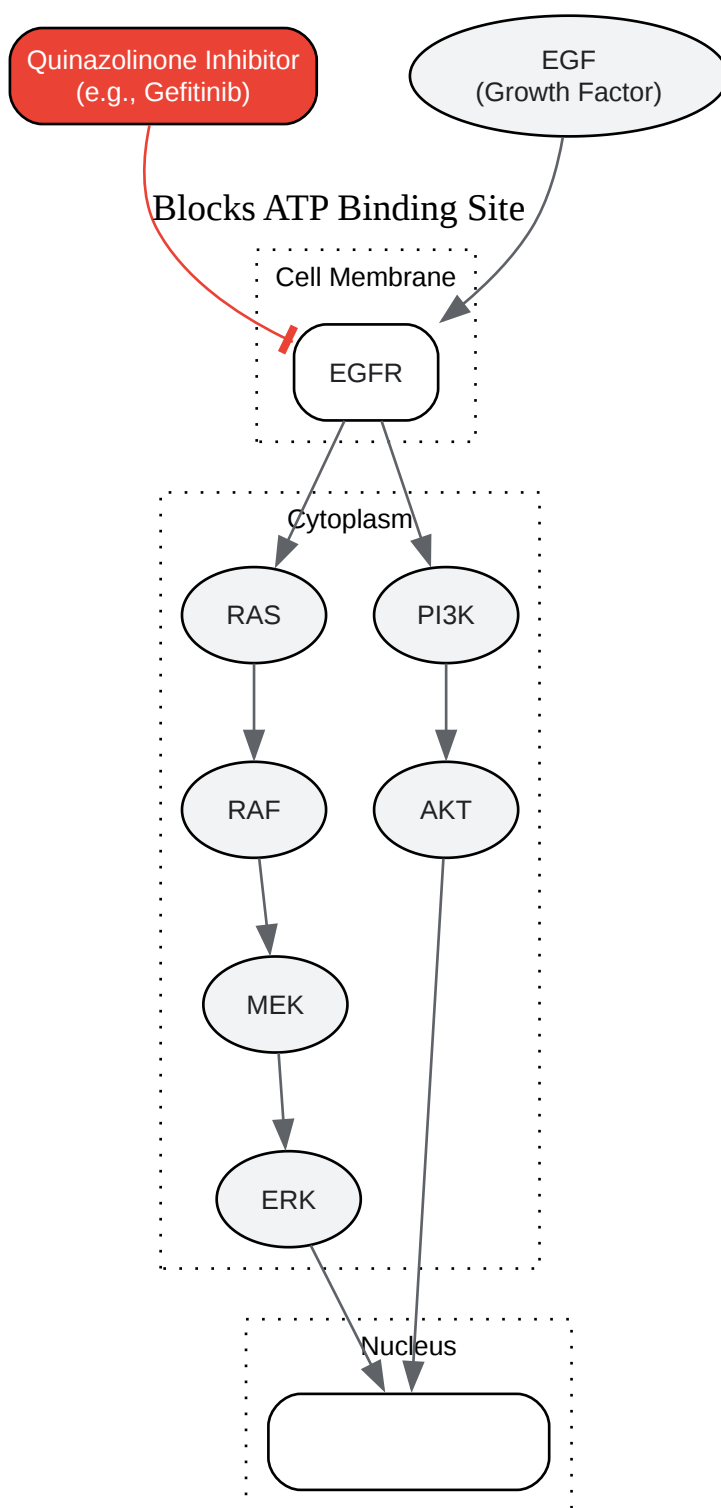 Quinazolinone Inhibitor
(e.g., Gefitinib)
EGF
(Growth Factor)
Blocks ATP Binding Site
Cell Membrane
EGFR
Cytoplasm
RAS
PI3K
RAF
AKT
MEK
ERK
Nucleus